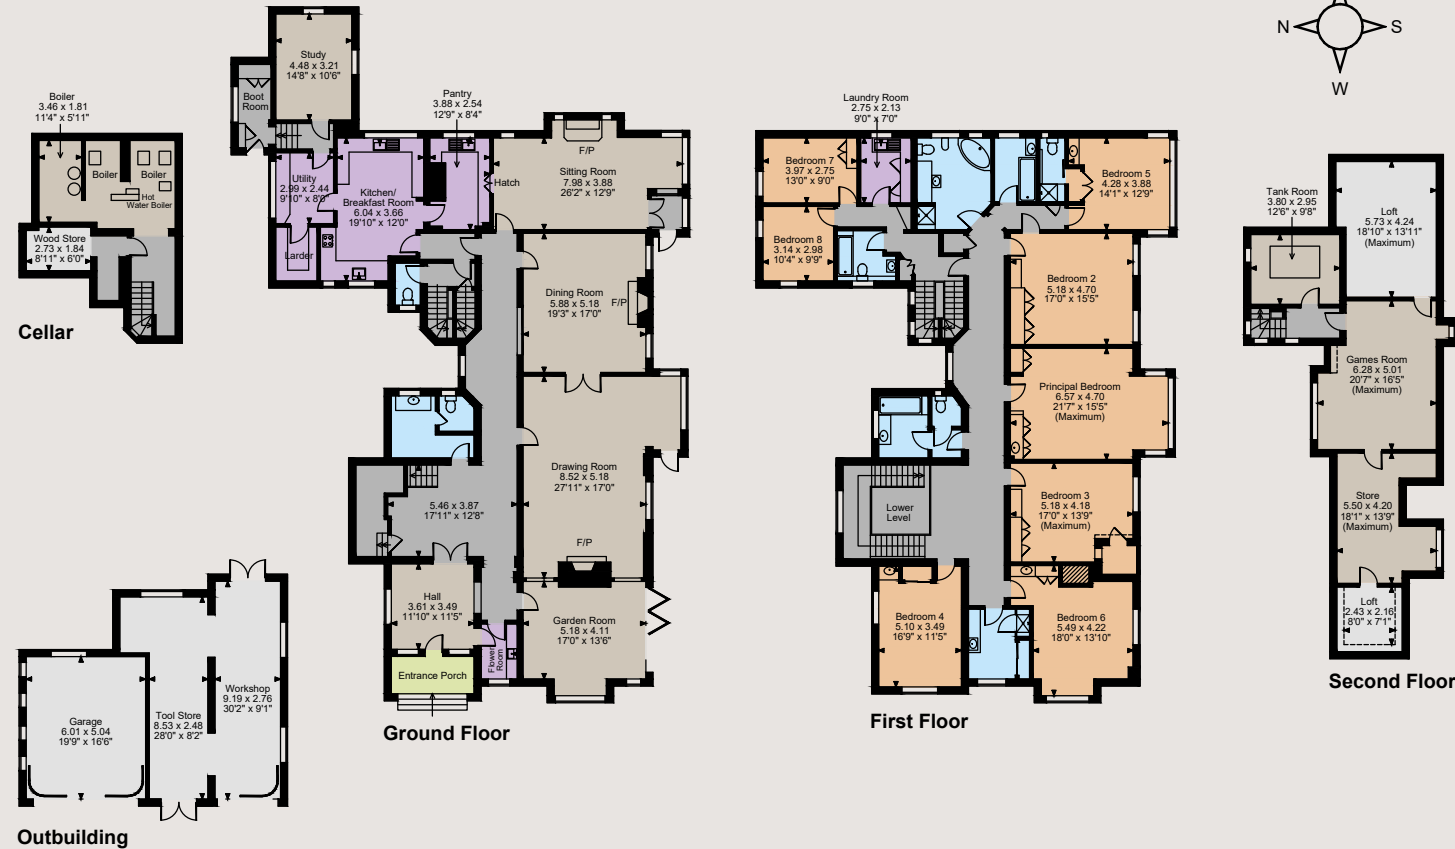 Boiler
3.46 x 1.81
11'4" x 5'11"
Boiler
Boiler
Hot
Water Boiler
Wood Store
2.73 x 1.84
8'11" x 6'0"
Cellar
Study
4.48 x 3.21
14'8" x 10'6"
Boot
Room
Pantry
3.88 x 2.54
12'9" x 8'4"
Utility
2.99 x 2.44
9'10" x 8'0"
Kitchen/
Breakfast Room
6.04 x 3.66
19'10" x 12'0"
Larder
Hatch
F/P
Sitting Room
7.98 x 3.88
26'2" x 12'9"
Dining Room
5.88 x 5.18
19'3" x 17'0"
F/P
Drawing Room
8.52 x 5.18
27'11" x 17'0"
F/P
5.46 x 3.87
17'11" x 12'8"
Hall
3.61 x 3.49
11'10" x 11'5"
Flower
Room
Garden Room
5.18 x 4.11
17'0" x 13'6"
Entrance Porch
Ground Floor
Garage
6.01 x 5.04
19'9" x 16'6"
Tool Store
8.53 x 2.48
28'0" x 8'2"
Workshop
9.19 x 2.76
30'2" x 9'1"
Outbuilding
Laundry Room
2.75 x 2.13
9'0" x 7'0"
Bedroom 7
3.97 x 2.75
13'0" x 9'0"
Bedroom 8
3.14 x 2.98
10'4" x 9'9"
Bedroom 5
4.28 x 3.88
14'1" x 12'9"
Bedroom 2
5.18 x 4.70
17'0" x 15'5"
Principal Bedroom
6.57 x 4.70
21'7" x 15'5"
(Maximum)
Bedroom 3
5.18 x 4.18
17'0" x 13'9"
(Maximum)
Lower
Level
Bedroom 4
5.10 x 3.49
16'9" x 11'5"
Bedroom 6
5.49 x 4.22
18'0" x 13'10"
First Floor
N
S
W
Tank Room
3.80 x 2.95
12'6" x 9'8"
Loft
5.73 x 4.24
18'10" x 13'11"
(Maximum)
Games Room
6.28 x 5.01
20'7" x 16'5"
(Maximum)
Store
5.50 x 4.20
18'1" x 13'9"
(Maximum)
Loft
2.43 x 2.16
8'0" x 7'1"
Second Floor